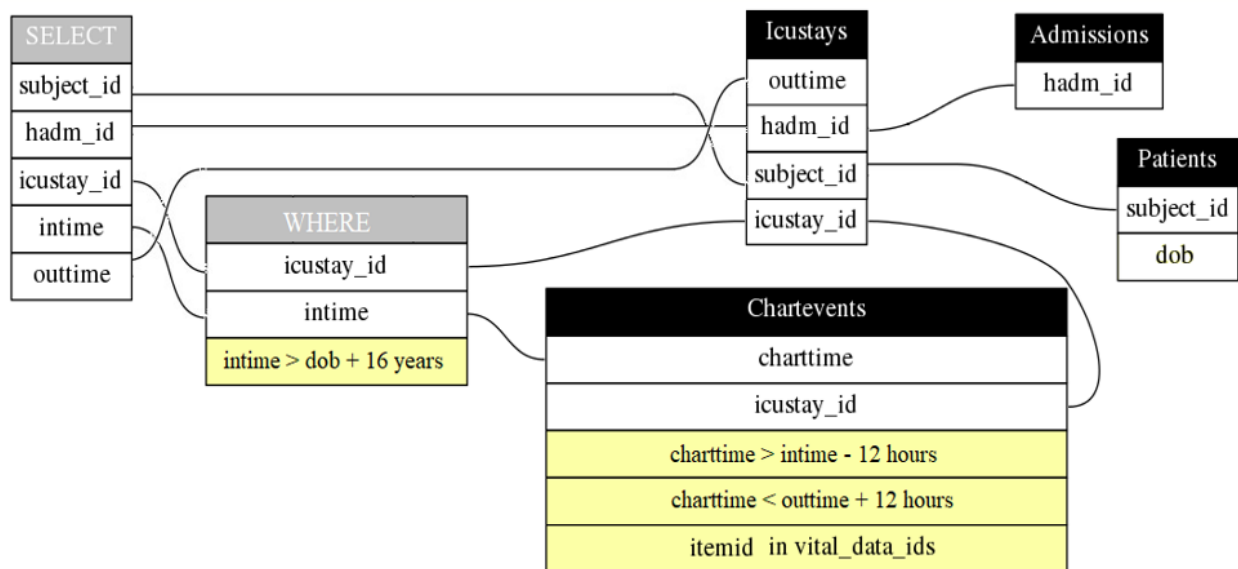 SELECT
subject_id
hadm_id
icustay_id
intime
outtime
WHERE
icustay_id
intime
intime > dob + 16 years
Icustays
outtime
hadm_id
subject_id
icustay_id
Admissions
hadm_id
Patients
subject_id
dob
Chartevents
charttime
icustay_id
charttime > intime - 12 hours
charttime < outtime + 12 hours
itemid in vital_data_ids